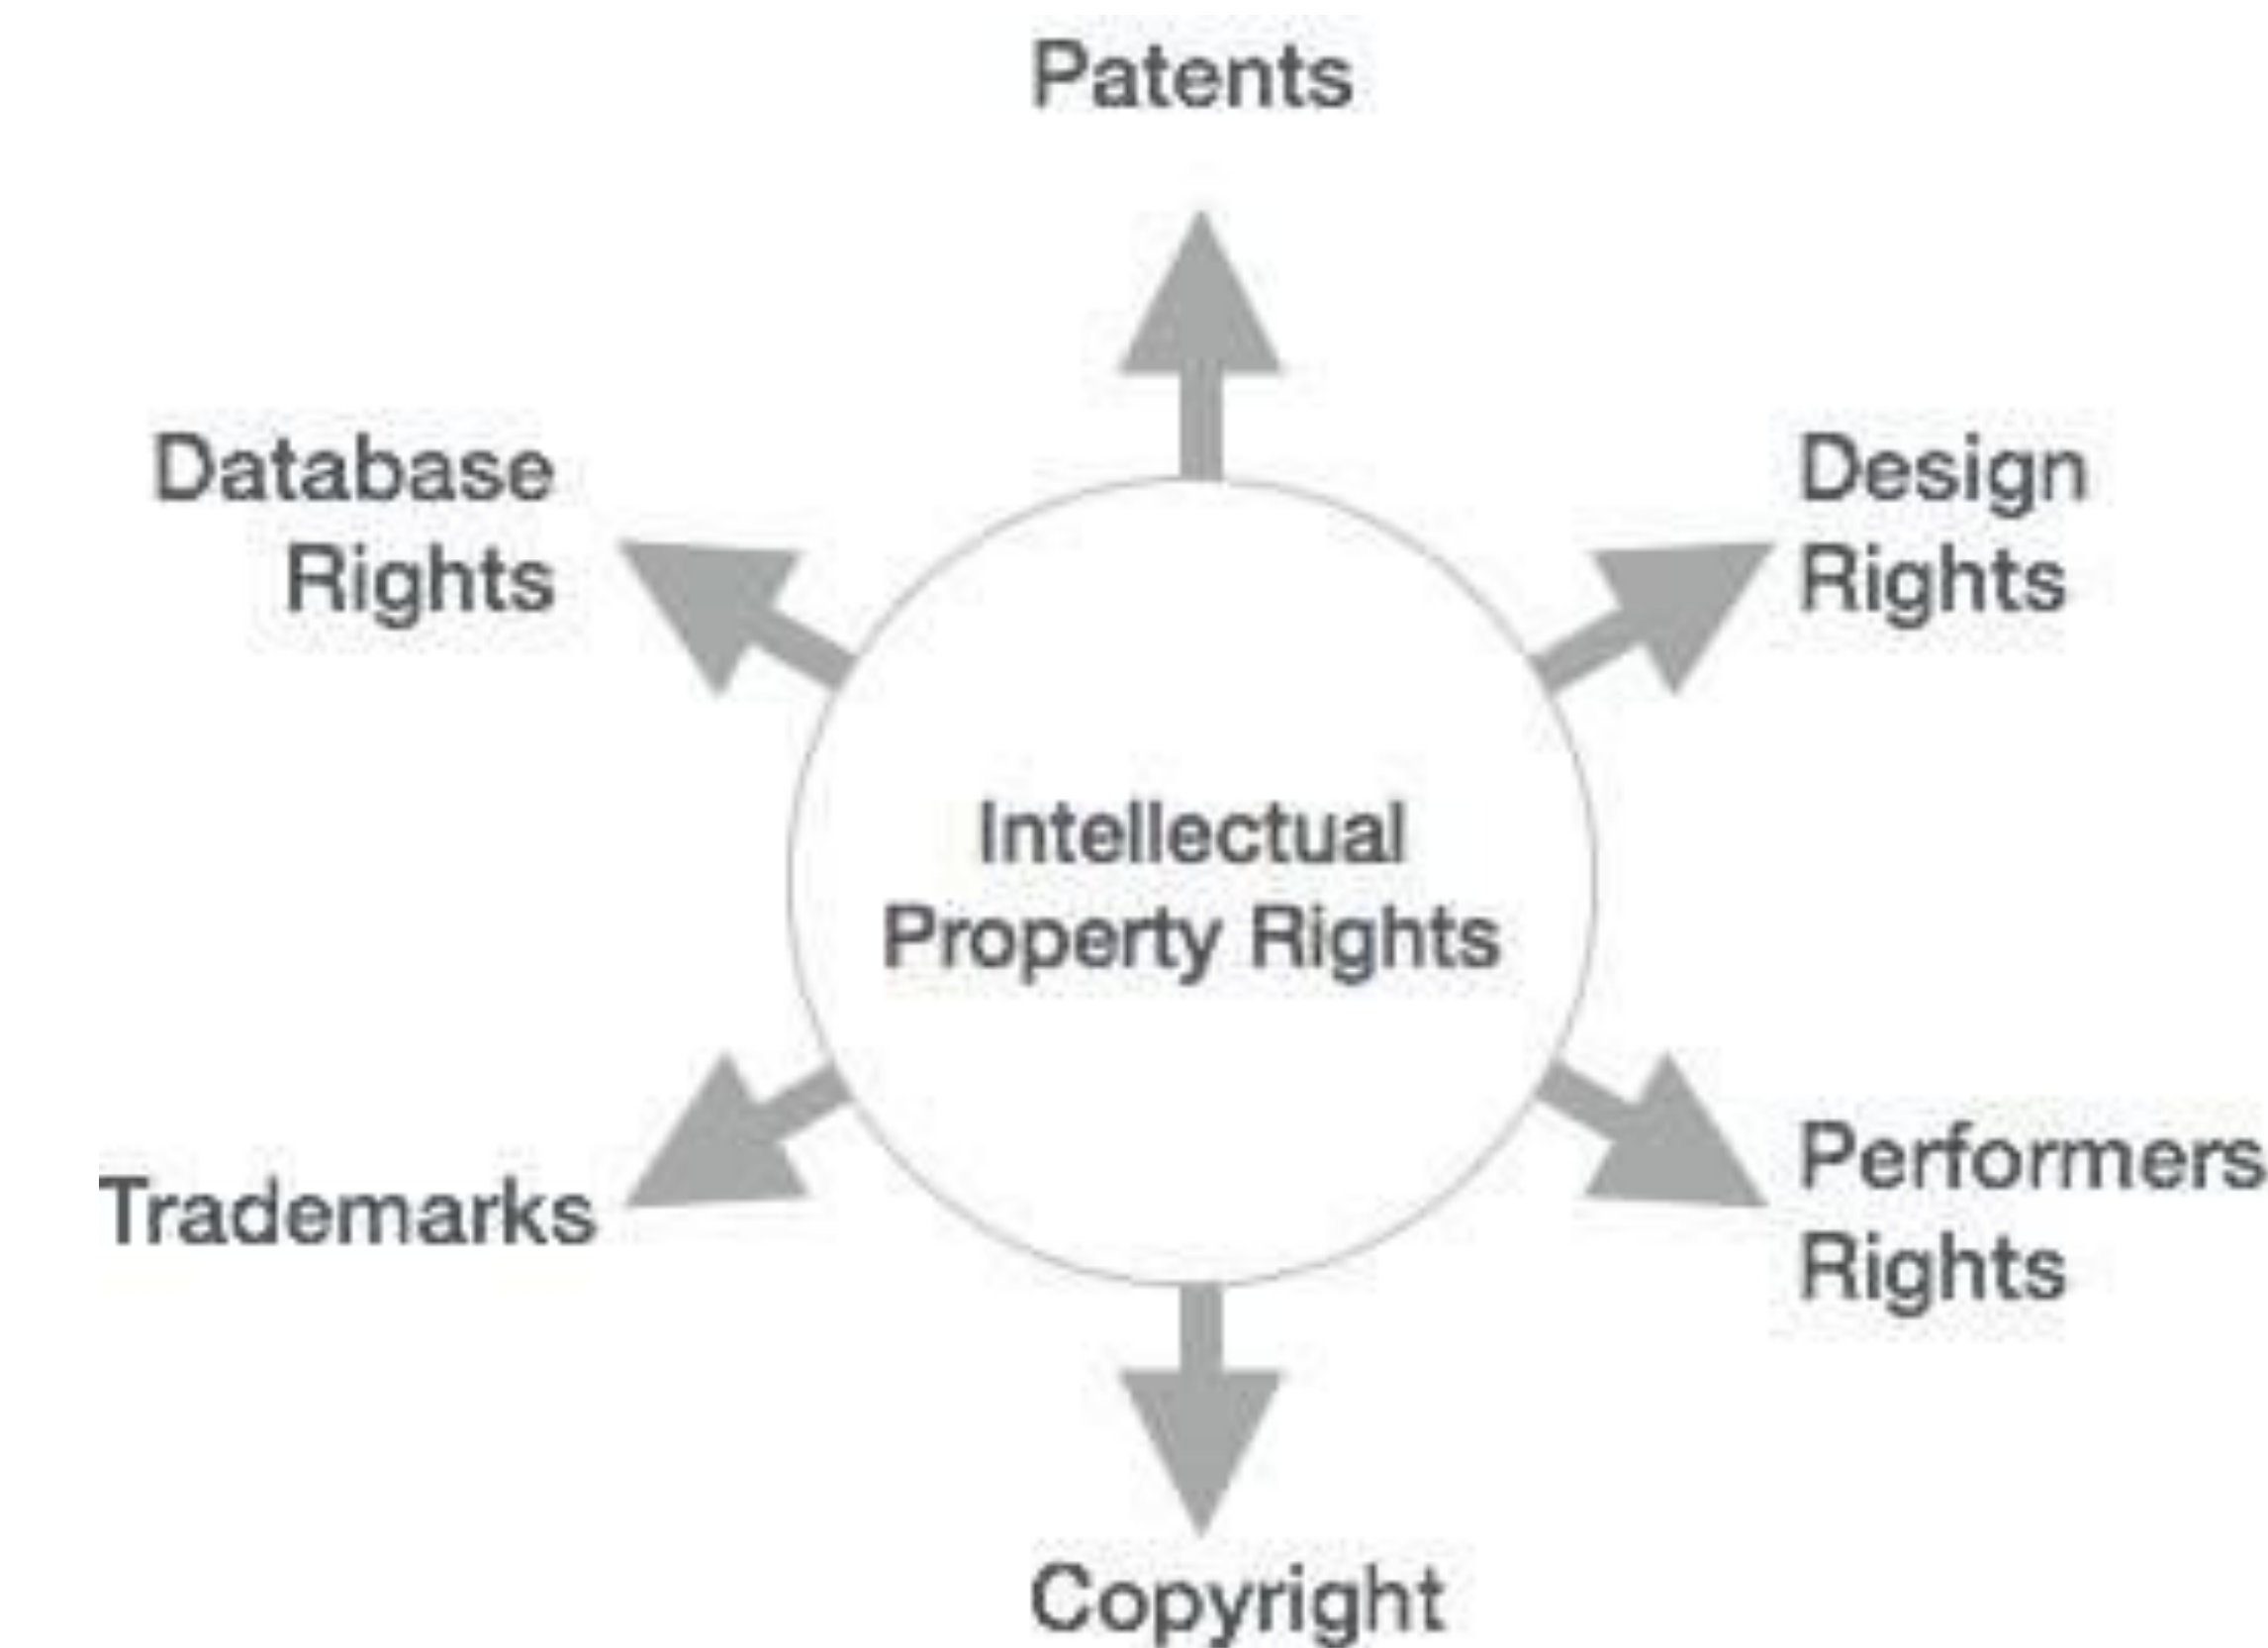 Patents
Database
Rights
Design
Rights
Intellectual
Property Rights
Trademarks
Performers
Rights
Copyright